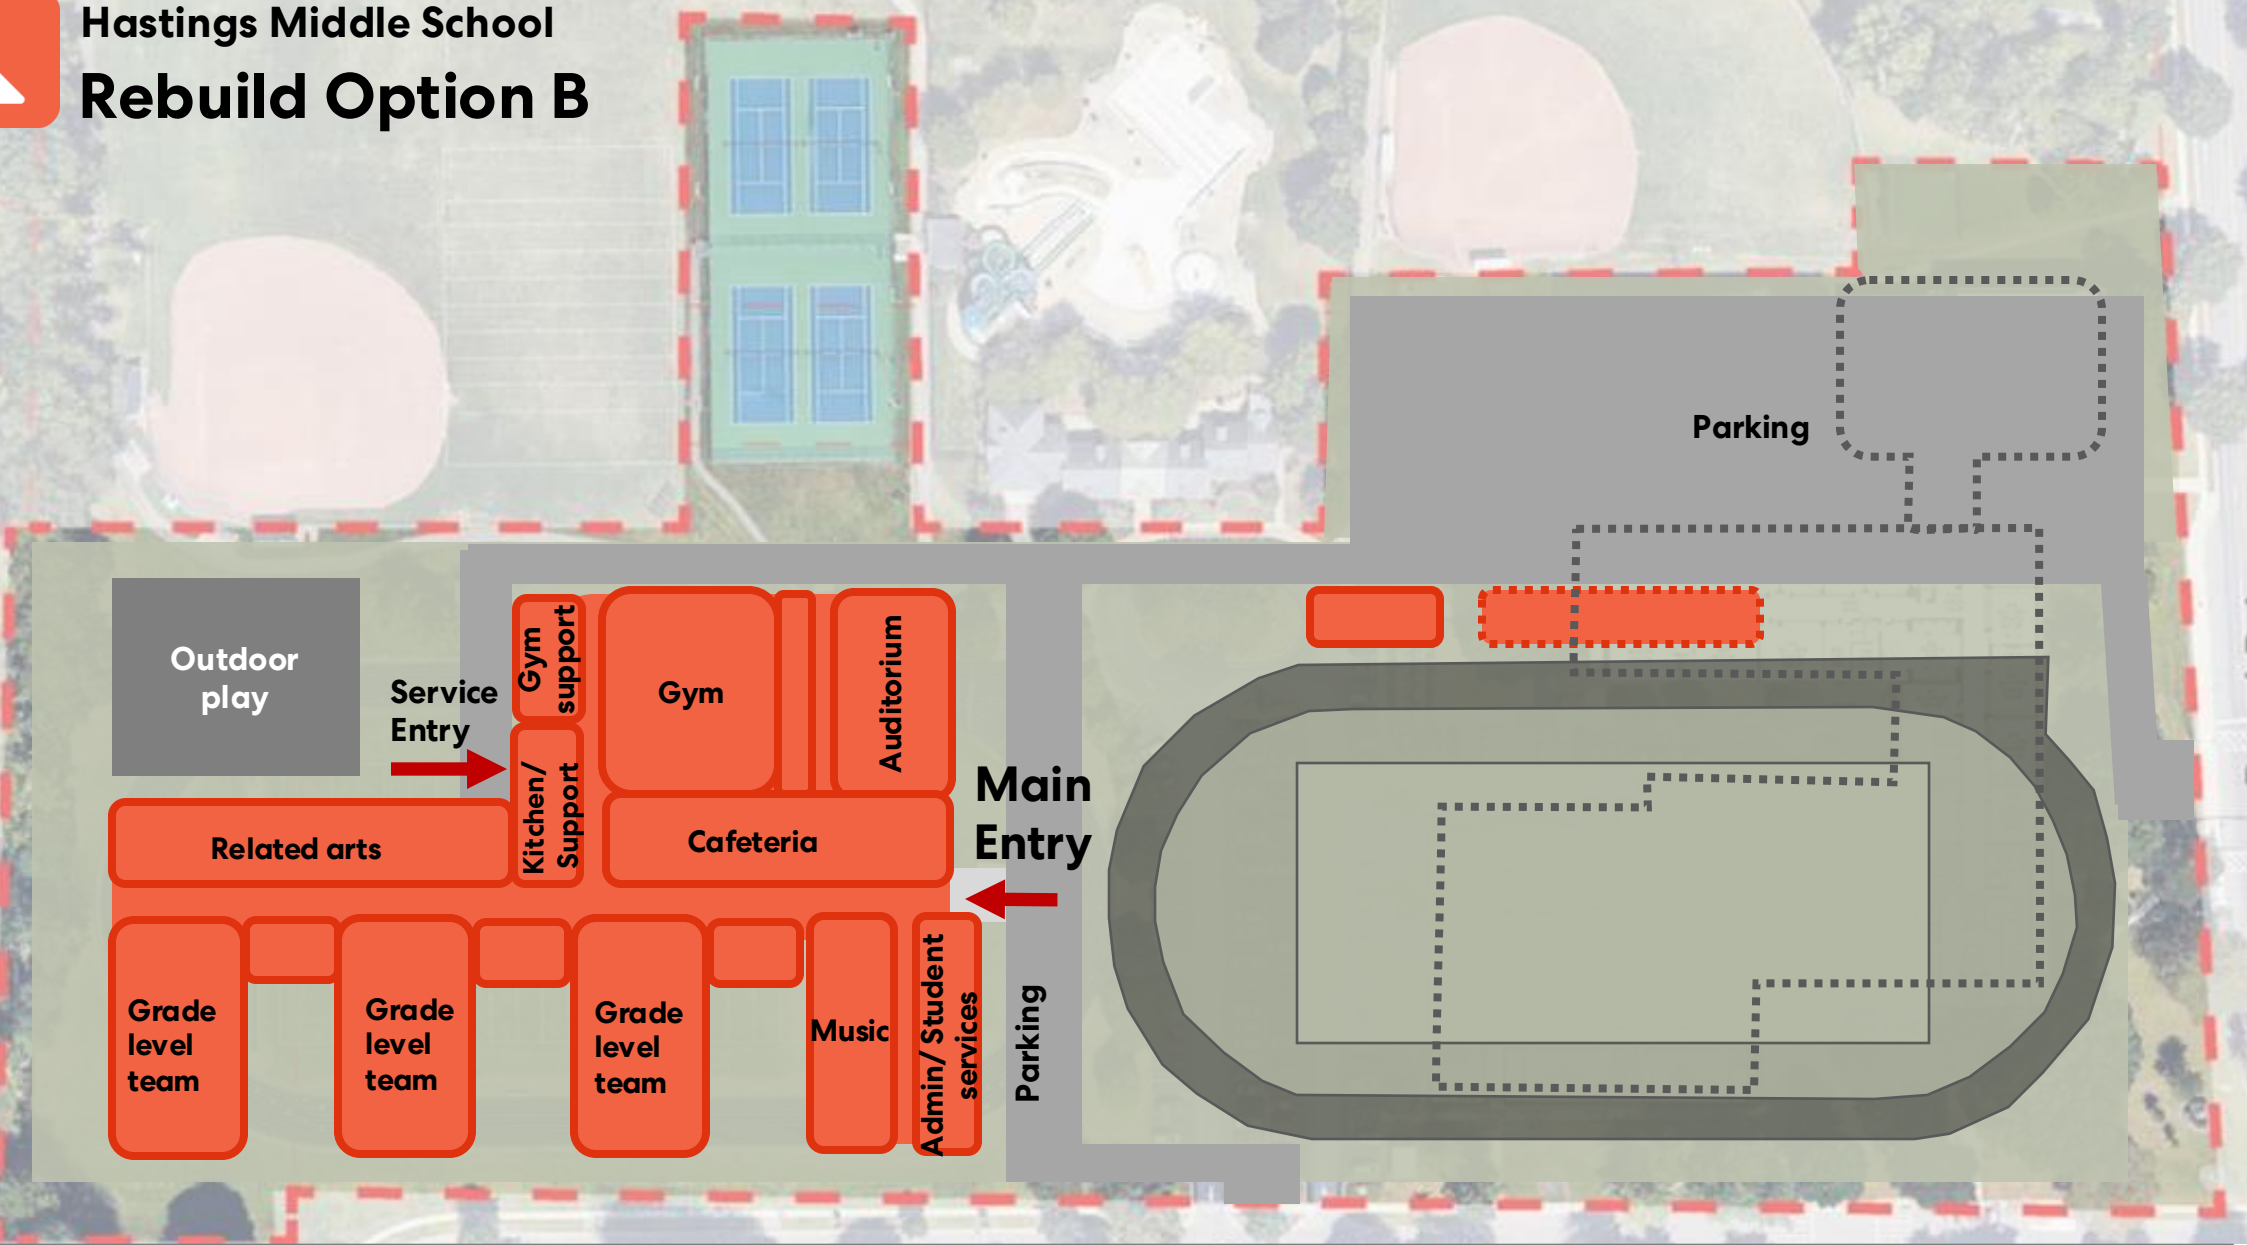 Hastings Middle School
Rebuild Option B
Parking
Outdoor
play
Service
Entry
Gym
support
Gym
Auditorium
Main
Entry
Kitchen/
Support
Related arts
Cafeteria
Grade
level
team
Grade
level
team
Grade
level
team
Music
Admin/ Student
services
Parking